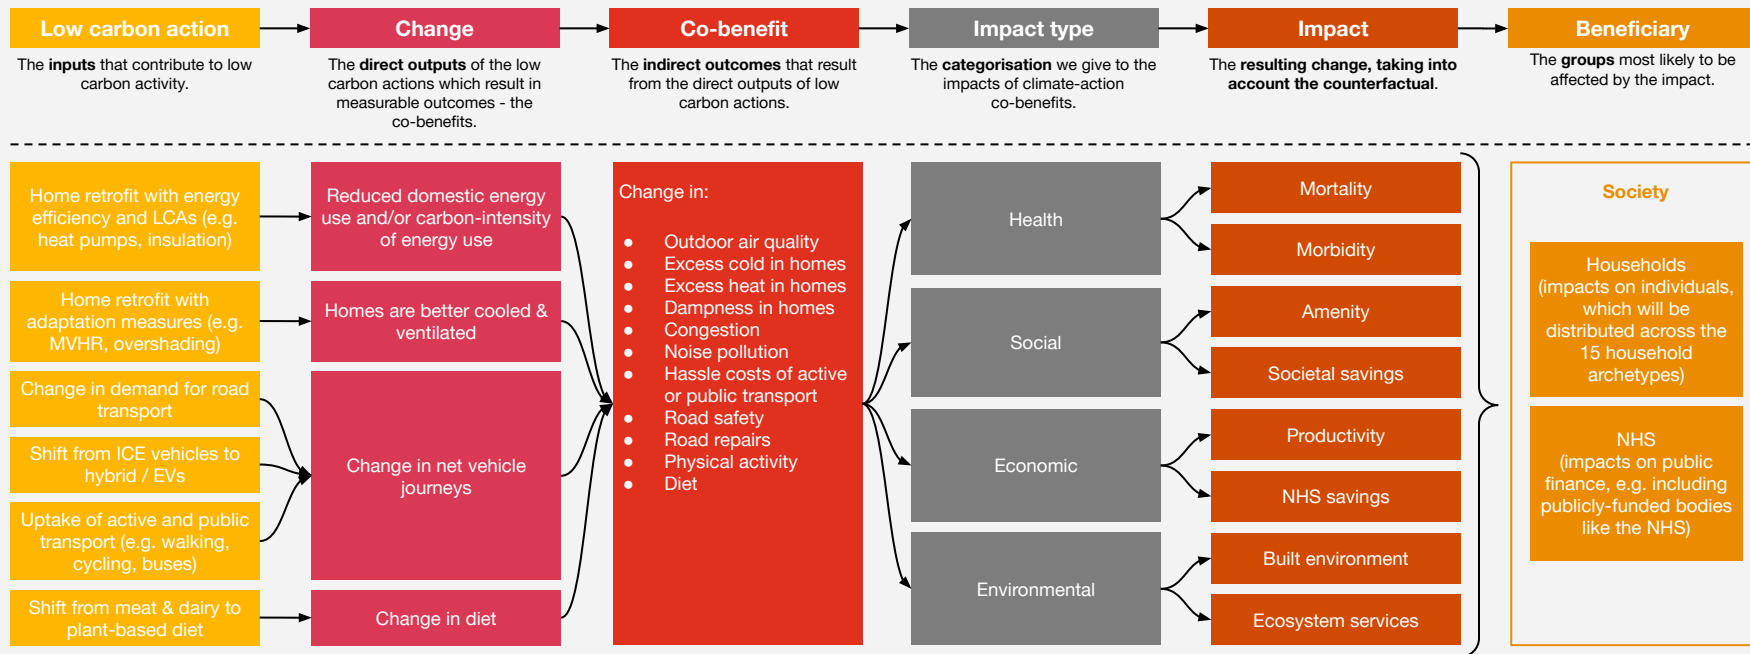 Low carbon action
Change
Co-benefit
Impact type
Impact
Beneficiary
The inputs that contribute to low
carbon activity.
The direct outputs of the low
carbon actions which result in
measurable outcomes - the
co-benefits.
The indirect outcomes that result
from the direct outputs of low
carbon actions.
The categorisation we give to the
impacts of climate-action
co-benefits.
The resulting change, taking into
account the counterfactual.
The groups most likely to be
affected by the impact.
Home retrofit with energy
efficiency and LCAs (e.g.
heat pumps, insulation)
Home retrofit with
adaptation measures (e.g.
MVHR, overshading)
Change in demand for road
transport
Shift from ICE vehicles to
hybrid / EVs
Uptake of active and public
transport (e.g. walking,
cycling, buses)
Shift from meat & dairy to
plant-based diet
Reduced domestic energy
use and/or carbon-intensity
of energy use
Homes are better cooled &
ventilated
Change in net vehicle
journeys
Change in diet
Change in:
● Outdoor air quality
● Excess cold in homes
● Excess heat in homes
● Dampness in homes
● Congestion
● Noise pollution
● Hassle costs of active
or public transport
● Road safety
● Road repairs
● Physical activity
● Diet
Health
Social
Economic
Environmental
Mortality
Morbidity
Amenity
Societal savings
Productivity
NHS savings
Built environment
Ecosystem services
Society
Households
(impacts on individuals,
which will be
distributed across the
15 household
archetypes)
NHS
(impacts on public
finance, e.g. including
publicly-funded bodies
like the NHS)